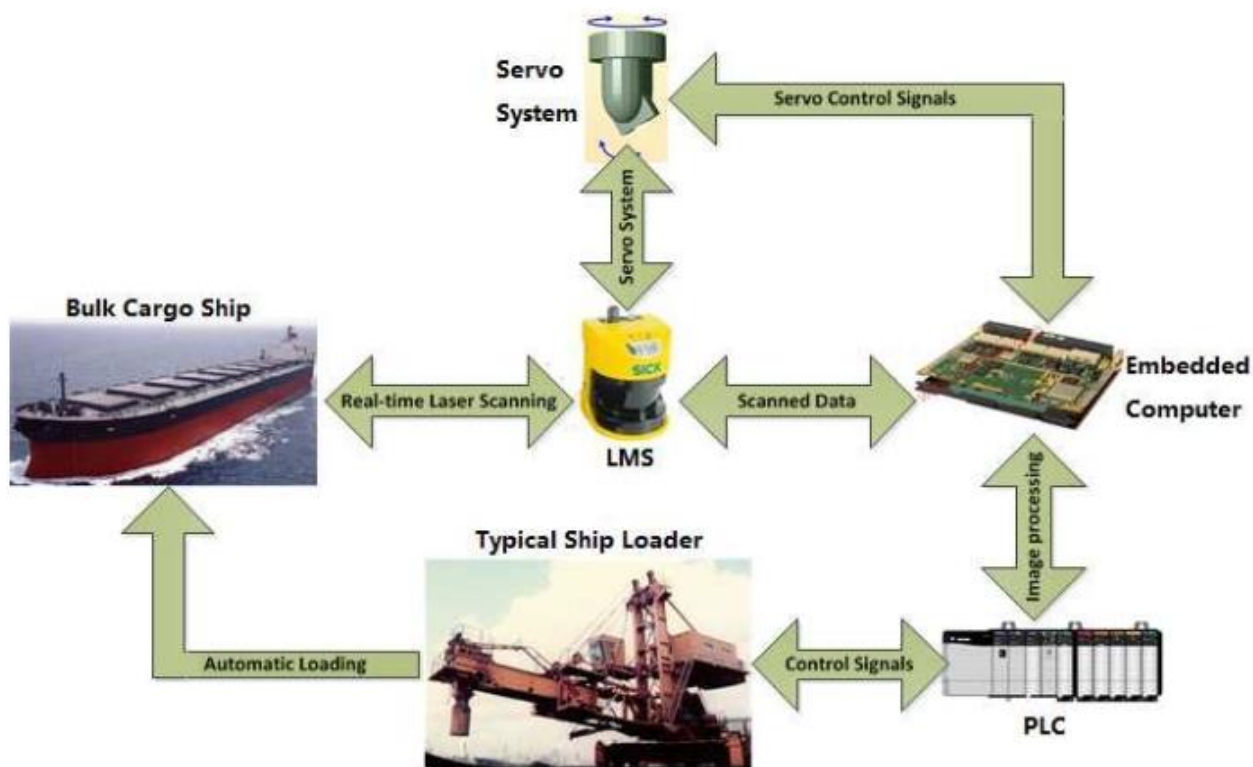 Servo
System
Servo Control Signals
Servo System
Bulk Cargo Ship
Real-time Laser Scanning
SICK
Scanned Data
Embedded
Computer
LMS
Image processing
Typical Ship Loader
Automatic Loading
Control Signals
PLC